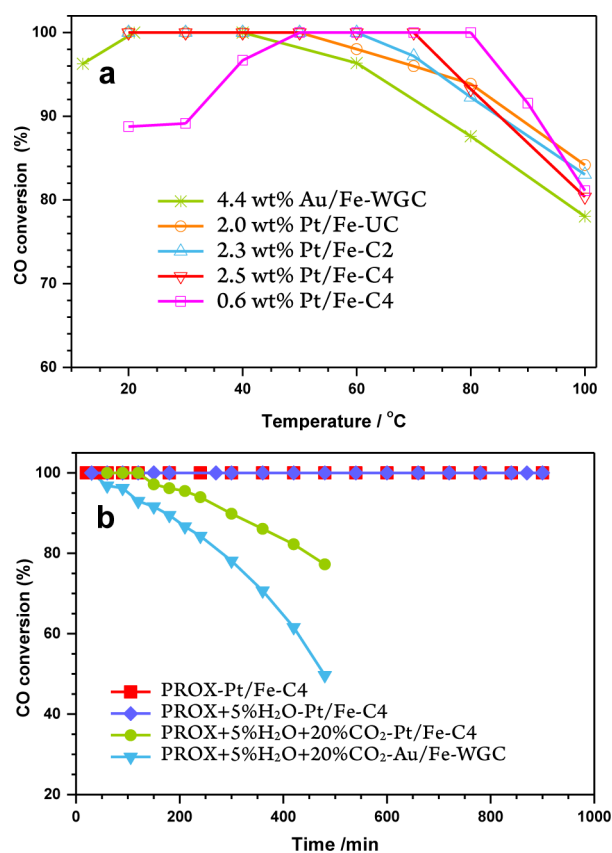 100
90
80
70
60
CO conversion (%)
a
4.4 wt% Au/Fe-WGC
2.0 wt% Pt/Fe-UC
2.3 wt% Pt/Fe-C2
2.5 wt% Pt/Fe-C4
0.6 wt% Pt/Fe-C4
20 40 60 80 100
Temperature / °C
100
80
60
40
20
CO conversion (%)
b
PROX-Pt/Fe-C4
PROX+5%H₂O-Pt/Fe-C4
PROX+5%H₂O+20%CO₂-Pt/Fe-C4
PROX+5%H₂O+20%CO₂-Au/Fe-WGC
0 200 400 600 800 1000
Time /min